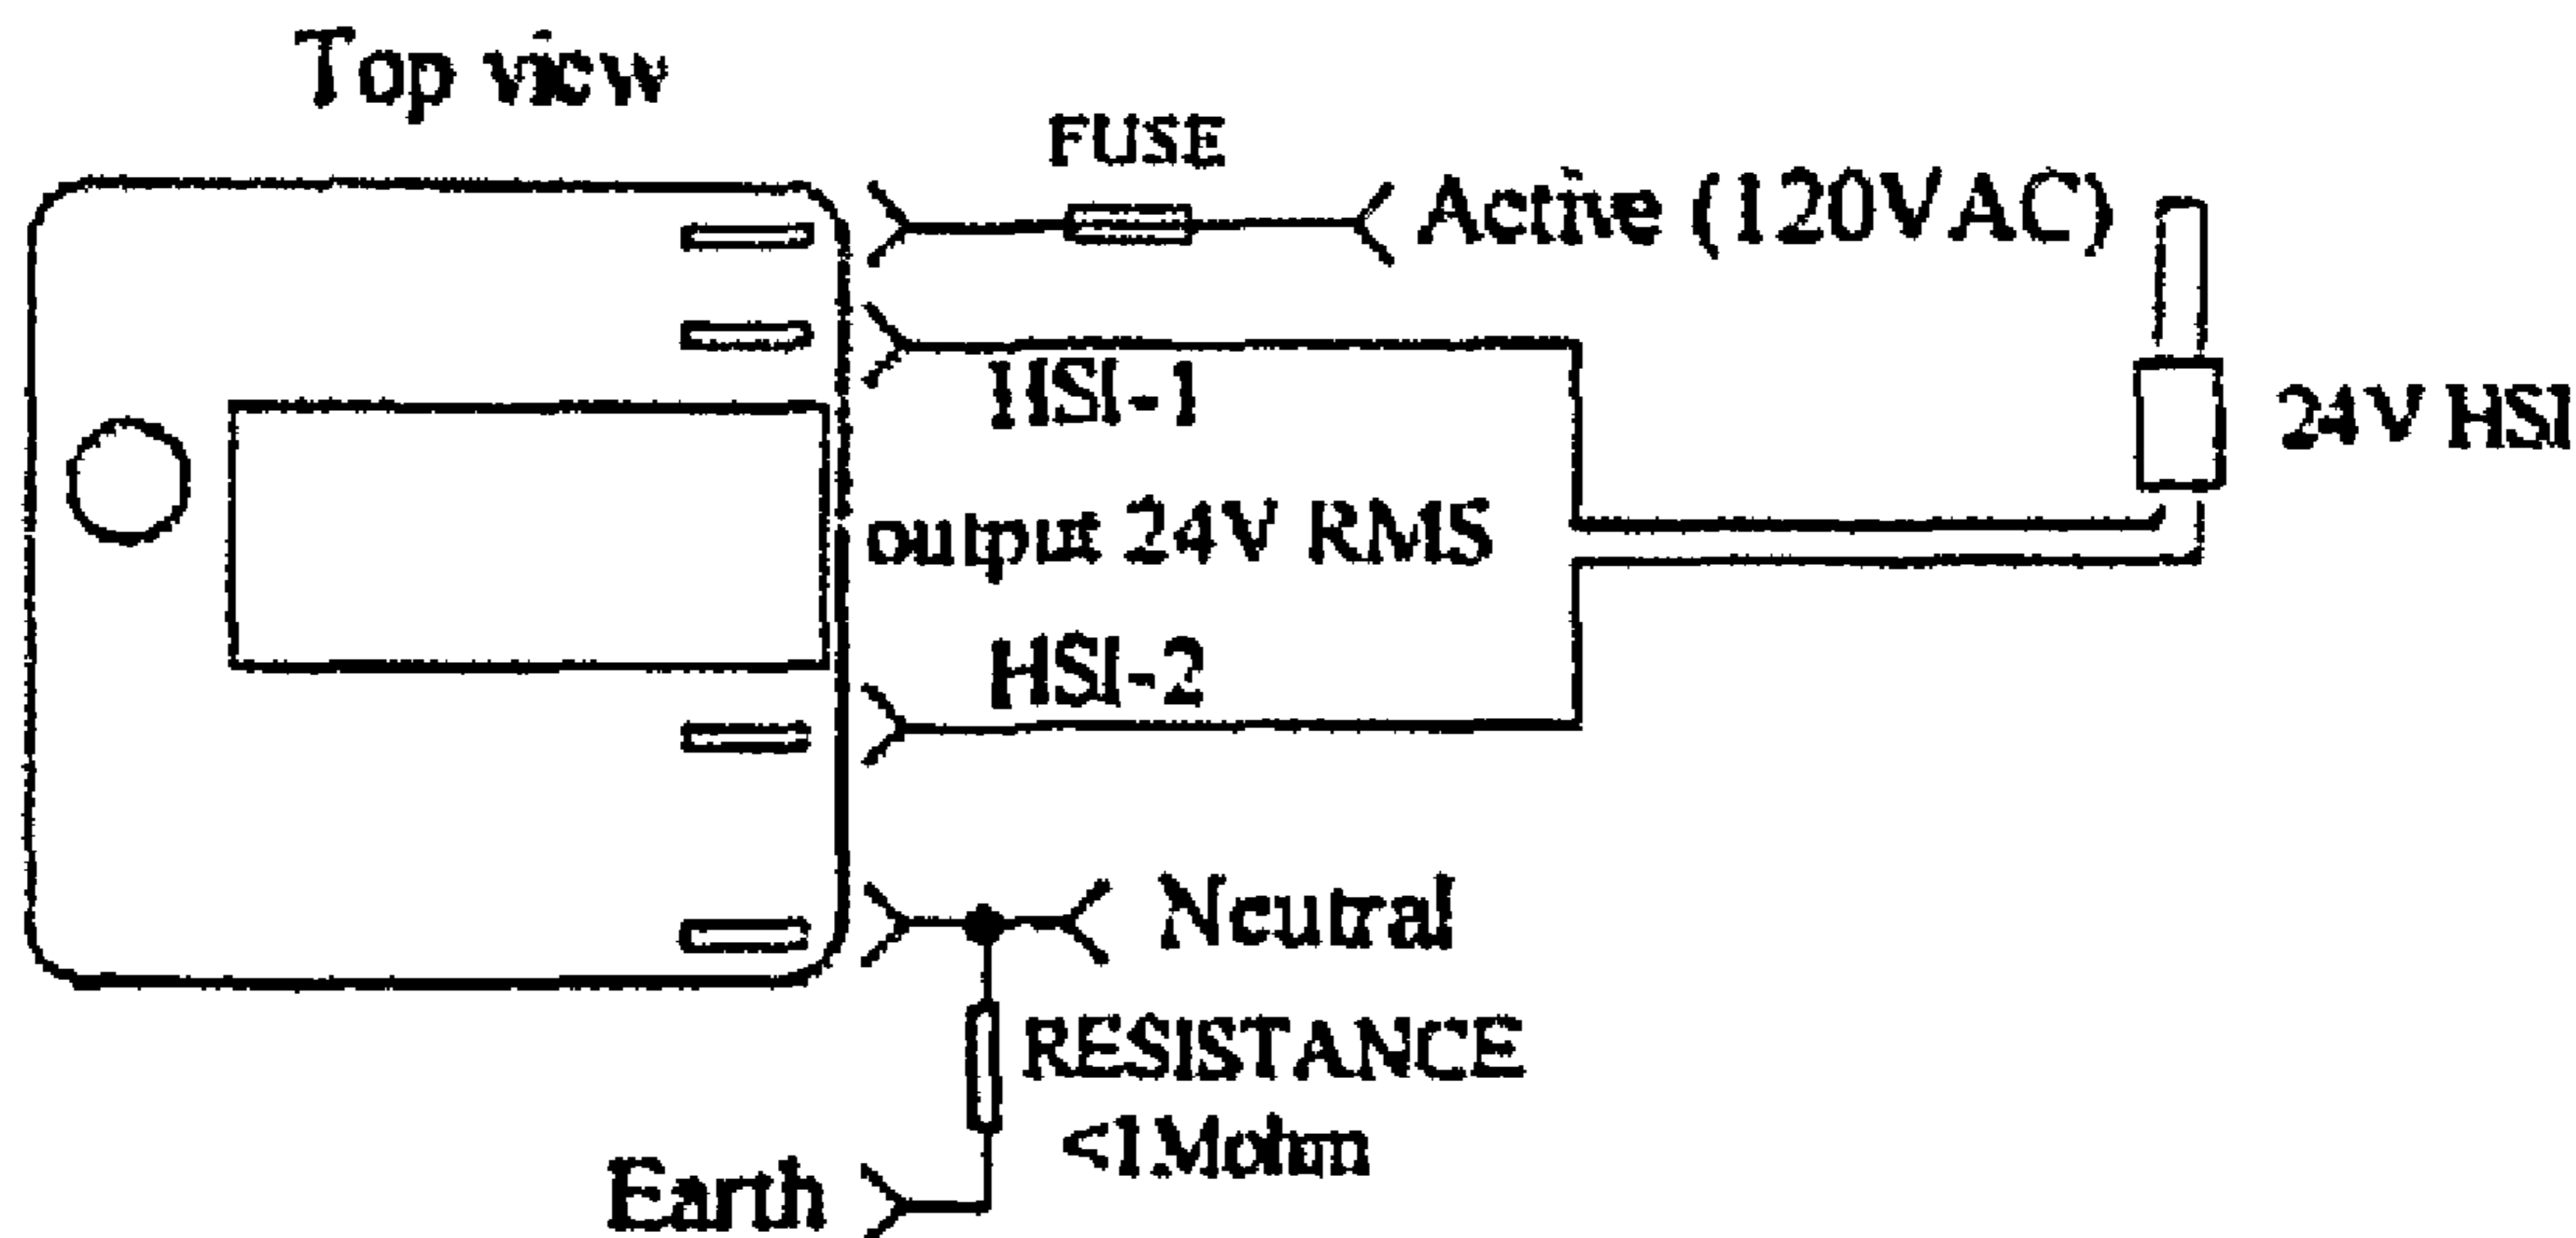 Top view
FUSE
Active (120VAC)
HSI-1
24V HSI
output 24V RMS
HSI-2
Neutral
RESISTANCE
<1Mohm
Earth